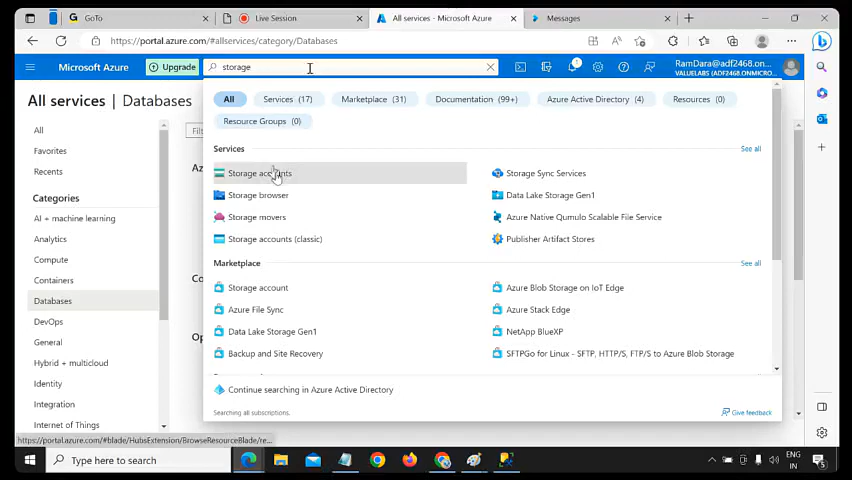 GoTo
Live Session
All services - Microsoft Azure
Messages
https://portal.azure.com/#allservices/category/Databases
Microsoft Azure
Upgrade
storage
1
RamDara@adf2468.on...
VALUELABS (ADF2468.ONMICRO...
All services | Databases
All
Services (17)
Marketplace (31)
Documentation (99+)
Azure Active Directory (4)
Resources (0)
Resource Groups (0)
All
Favorites
Recents
Categories
AI + machine learning
Analytics
Compute
Containers
Databases
DevOps
General
Hybrid + multicloud
Identity
Integration
Internet of Things
Services
See all
Storage accounts
Storage Sync Services
Storage browser
Data Lake Storage Gen1
Storage movers
Azure Native Qumulo Scalable File Service
Storage accounts (classic)
Publisher Artifact Stores
Marketplace
See all
Storage account
Azure Blob Storage on IoT Edge
Azure File Sync
Azure Stack Edge
Data Lake Storage Gen1
NetApp BlueXP
Backup and Site Recovery
SFTPGo for Linux - SFTP, HTTP/S, FTP/S to Azure Blob Storage
Continue searching in Azure Active Directory
Searching all subscriptions.
Give feedback
https://portal.azure.com/#blade/HubsExtension/BrowseResourceBlade/re...
Type here to search
ENG
IN